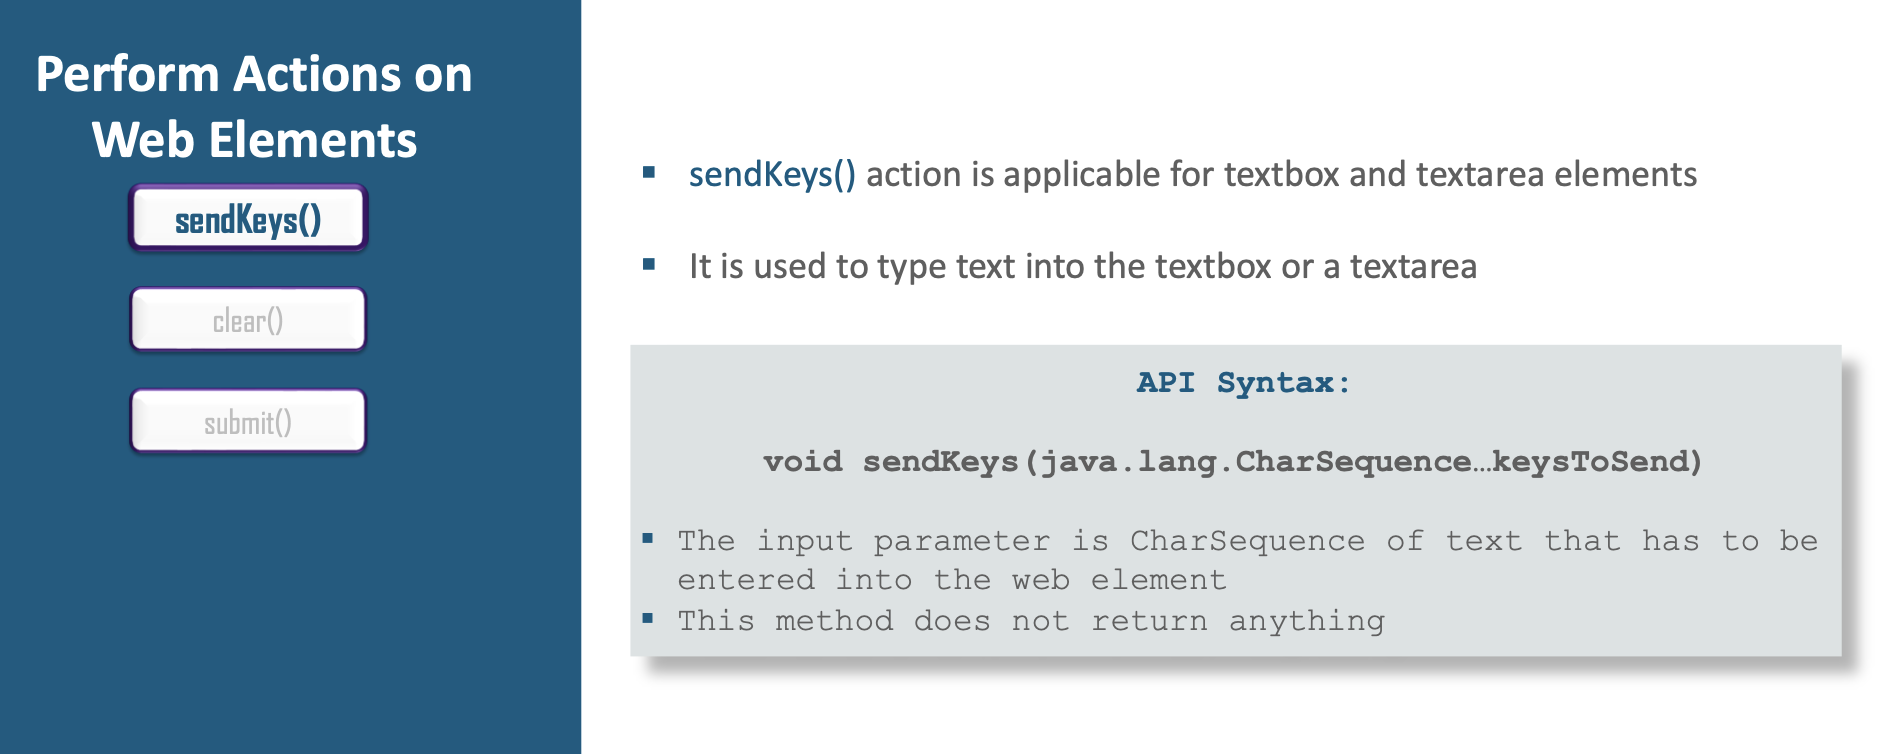 Perform Actions on
Web Elements
sendKeys()
clear()
submit()
▪ sendKeys() action is applicable for textbox and textarea elements
▪ It is used to type text into the textbox or a textarea
API Syntax:
void sendKeys(java.lang.CharSequence…keysToSend)
▪ The input parameter is CharSequence of text that has to be
entered into the web element
▪ This method does not return anything